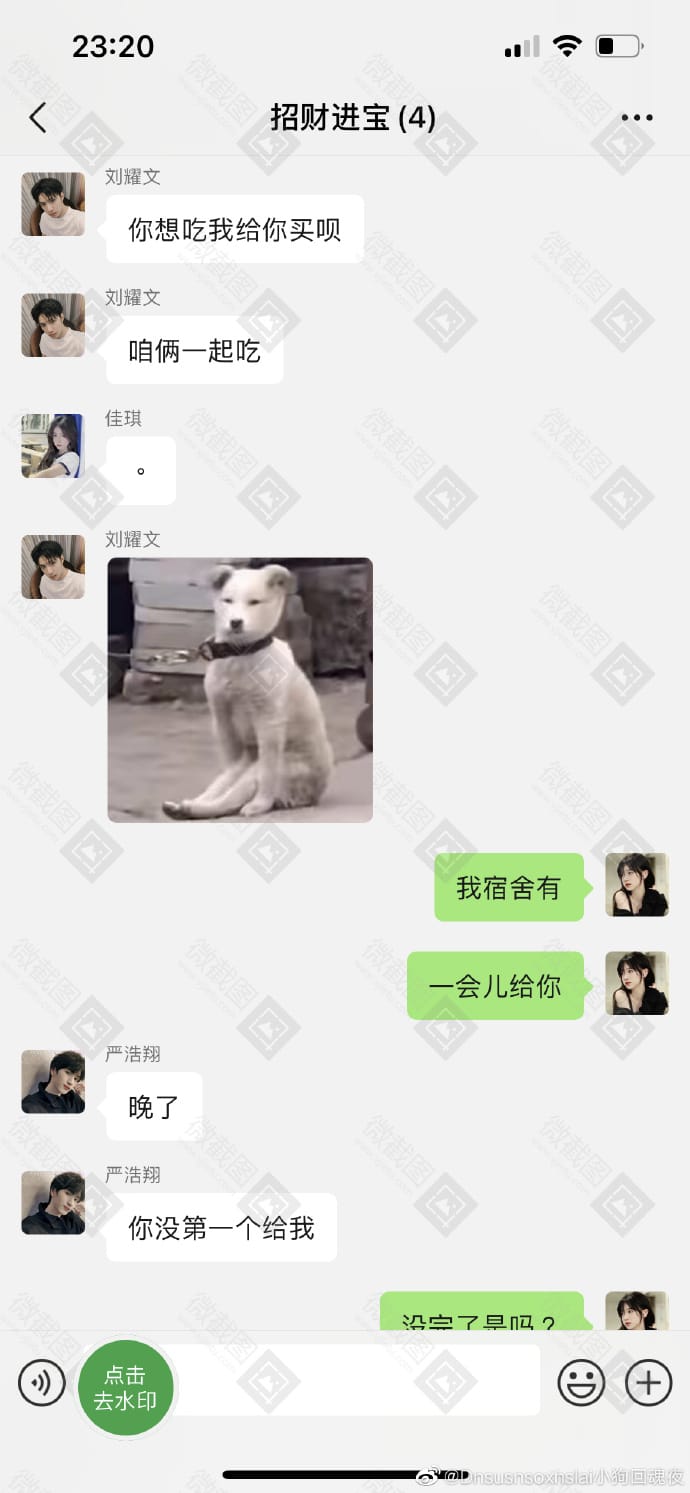 23:20
招财进宝 (4)
刘耀文
你想吃我给你买呗
刘耀文
咱俩一起吃
佳琪
。
刘耀文
我宿舍有
一会儿给你
严浩翔
晚了
严浩翔
你没第一个给我
没完了是吗？
点击
去水印
微截图
@Dnsusnsoxhslai小狗回魂夜